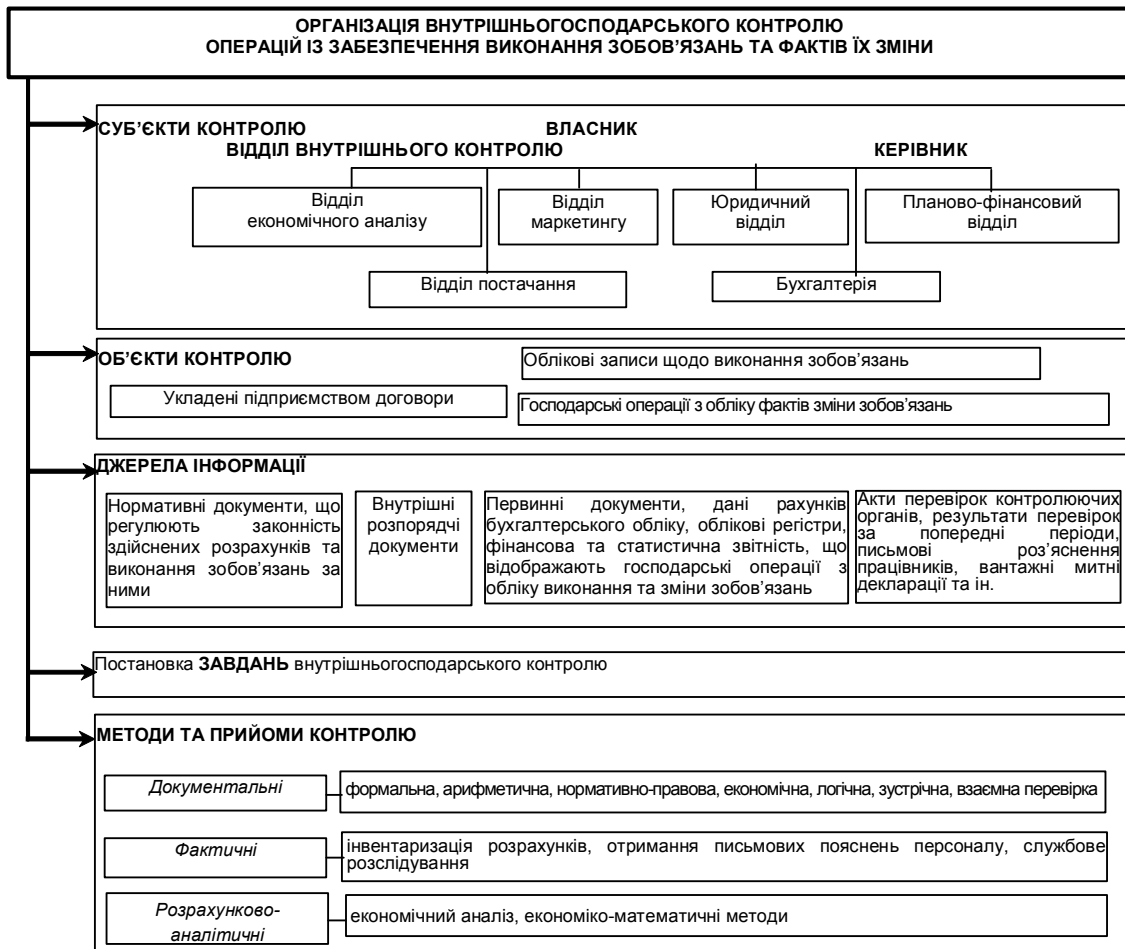 ОРГАНІЗАЦІЯ ВНУТРІШНЬОГОСПОДАРСЬКОГО КОНТРОЛЮ
ОПЕРАЦІЙ ІЗ ЗАБЕЗПЕЧЕННЯ ВИКОНАННЯ ЗОБОВ’ЯЗАНЬ ТА ФАКТІВ ЇХ ЗМІНИ
СУБ’ЄКТИ КОНТРОЛЮ
ВЛАСНИК
ВІДДІЛ ВНУТРІШНЬОГО КОНТРОЛЮ
КЕРІВНИК
Відділ
економічного аналізу
Відділ
маркетингу
Юридичний
відділ
Планово-фінансовий
відділ
Відділ постачання
Бухгалтерія
ОБ’ЄКТИ КОНТРОЛЮ
Облікові записи щодо виконання зобов’язань
Укладені підприємством договори
Господарські операції з обліку фактів зміни зобов’язань
ДЖЕРЕЛА ІНФОРМАЦІЇ
Нормативні документи, що
регулюють законність
здійснених розрахунків та
виконання зобов’язань за
ними
Внутрішні
розпорядчі
документи
Первинні документи, дані рахунків
бухгалтерського обліку, облікові регістри,
фінансова та статистична звітність, що
відображають господарські операції з
обліку виконання та зміни зобов’язань
Акти перевірок контролюючих
органів, результати перевірок
за попередні періоди,
письмові роз’яснення
працівників, вантажні митні
декларації та ін.
Постановка ЗАВДАНЬ внутрішньогосподарського контролю
МЕТОДИ ТА ПРИЙОМИ КОНТРОЛЮ
Документальні
формальна, арифметична, нормативно-правова, економічна, логічна, зустрічна, взаємна перевірка
Фактичні
інвентаризація розрахунків, отримання письмових пояснень персоналу, службове
розслідування
Розрахунково-
аналітичні
економічний аналіз, економіко-математичні методи